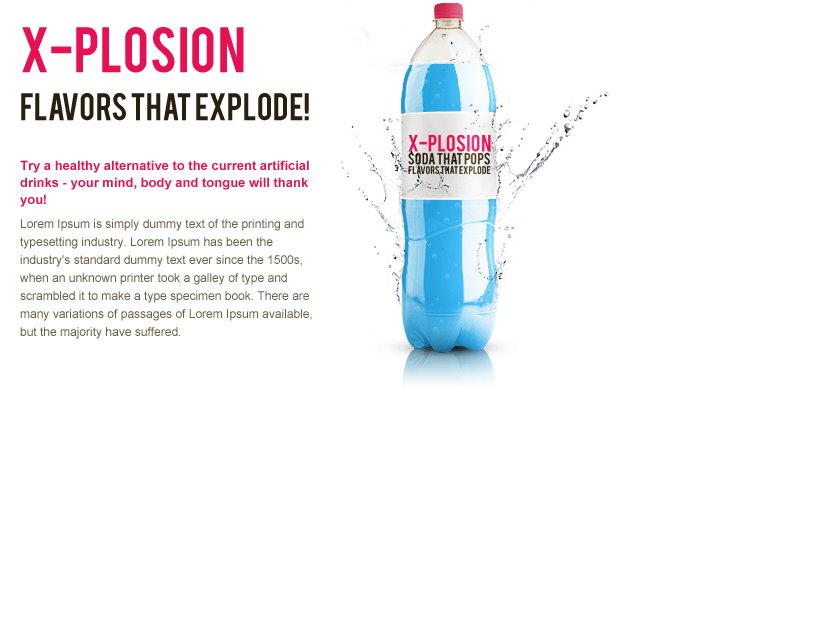 X-PLOSION
FLAVORS THAT EXPLODE!
Try a healthy alternative to the current artificial
drinks - your mind, body and tongue will thank
you!
Lorem Ipsum is simply dummy text of the printing and
typesetting industry. Lorem Ipsum has been the
industry's standard dummy text ever since the 1500s,
when an unknown printer took a galley of type and
scrambled it to make a type specimen book. There are
many variations of passages of Lorem Ipsum available,
but the majority have suffered.
X-PLOSION
SODA THAT POPS
FLAVORS THAT EXPLODE